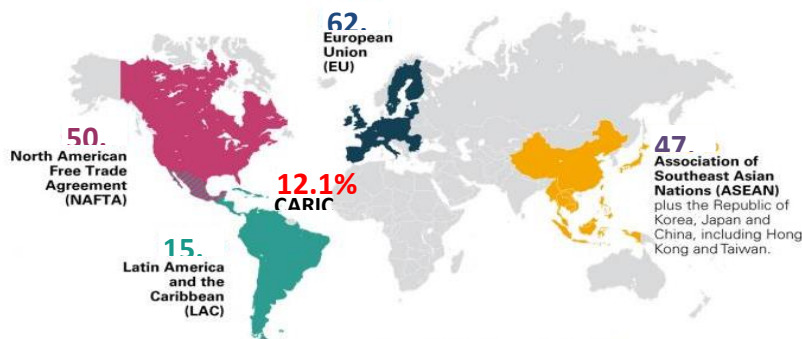 62.
European
Union
(EU)
50.
North American
Free Trade
Agreement
(NAFTA)
12.1%
CARIC
15.
Latin America
and the
Caribbean
(LAC)
47
Association of
Southeast Asian
Nations (ASEAN)
plus the Republic of
Korea, Japan and
China, including Hong
Kong and Taiwan.